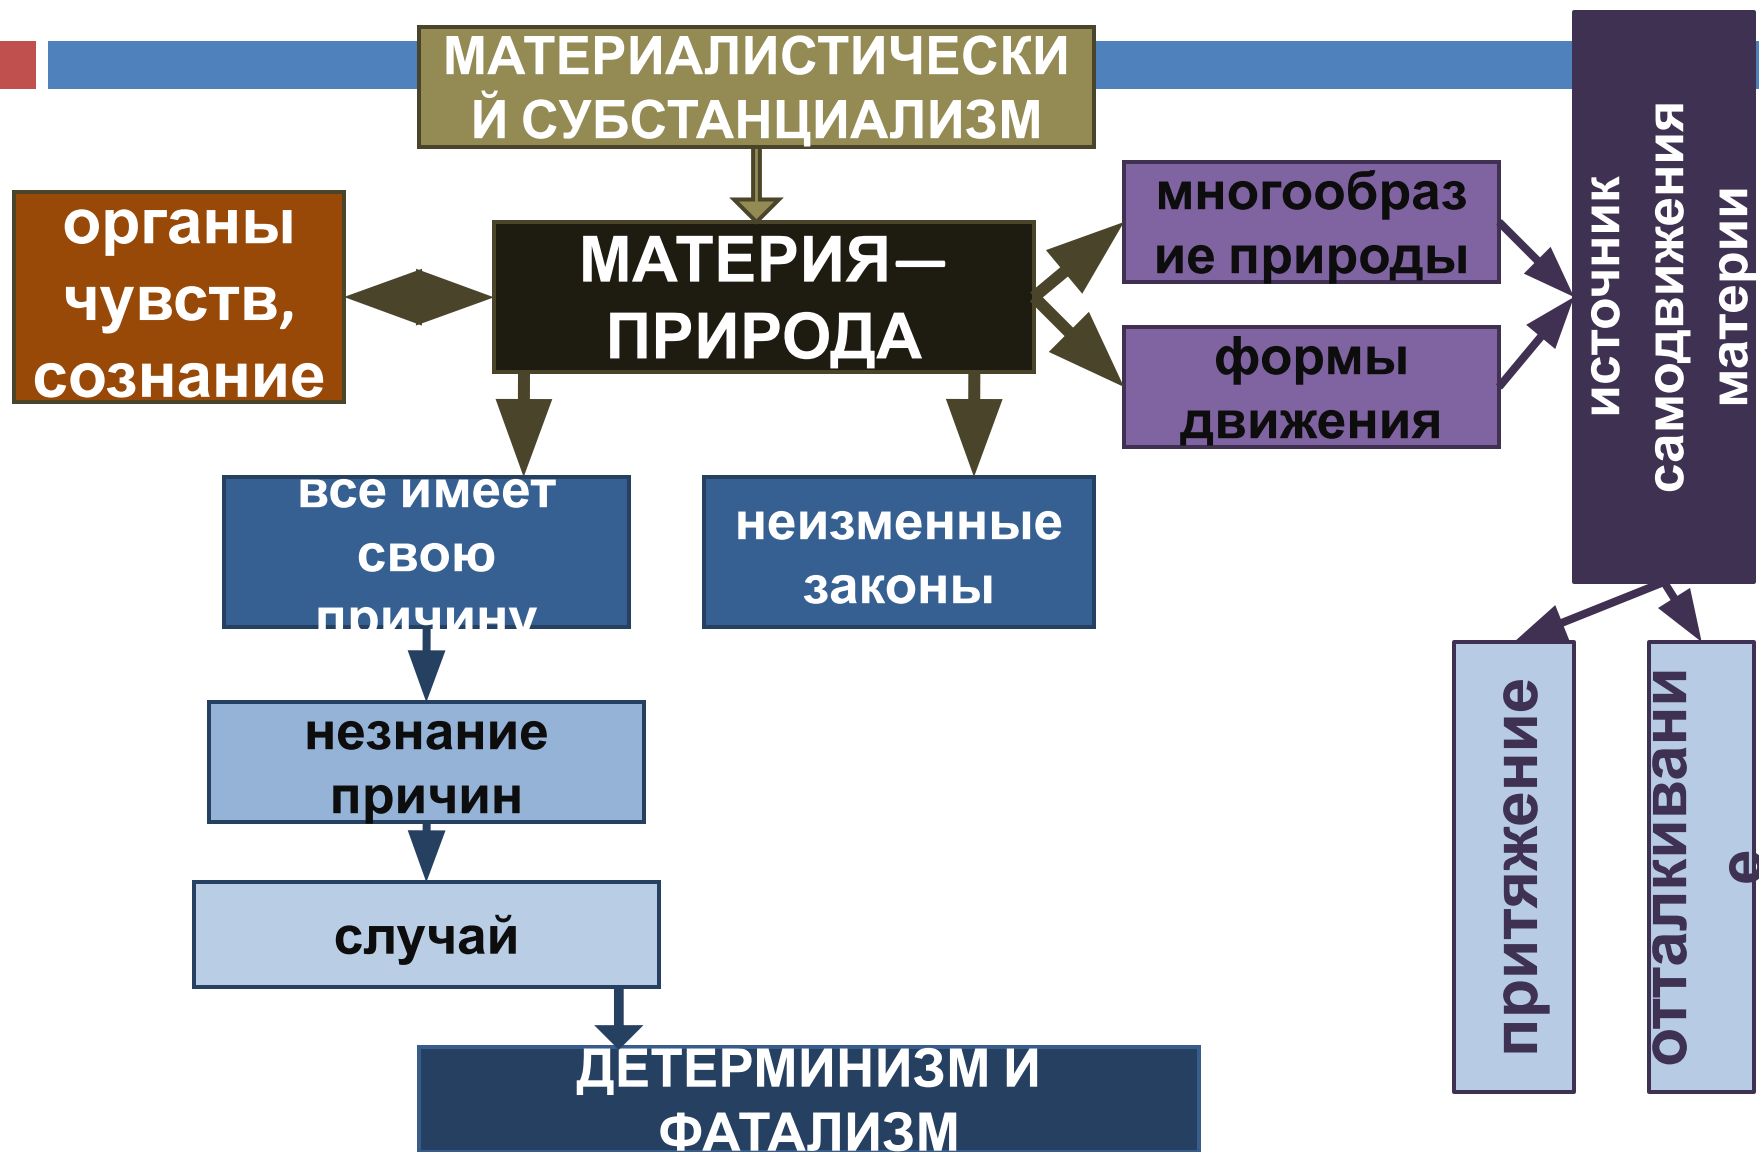 МАТЕРИАЛИСТИЧЕСКИ
Й СУБСТАНЦИАЛИЗМ
органы
чувств,
сознание
МАТЕРИЯ—
ПРИРОДА
многообраз
ие природы
формы
движения
источник
самодвижения
материи
все имеет
свою
причину
неизменные
законы
незнание
причин
случай
ДЕТЕРМИНИЗМ И
ФАТАЛИЗМ
притяжение
отталкивани
е